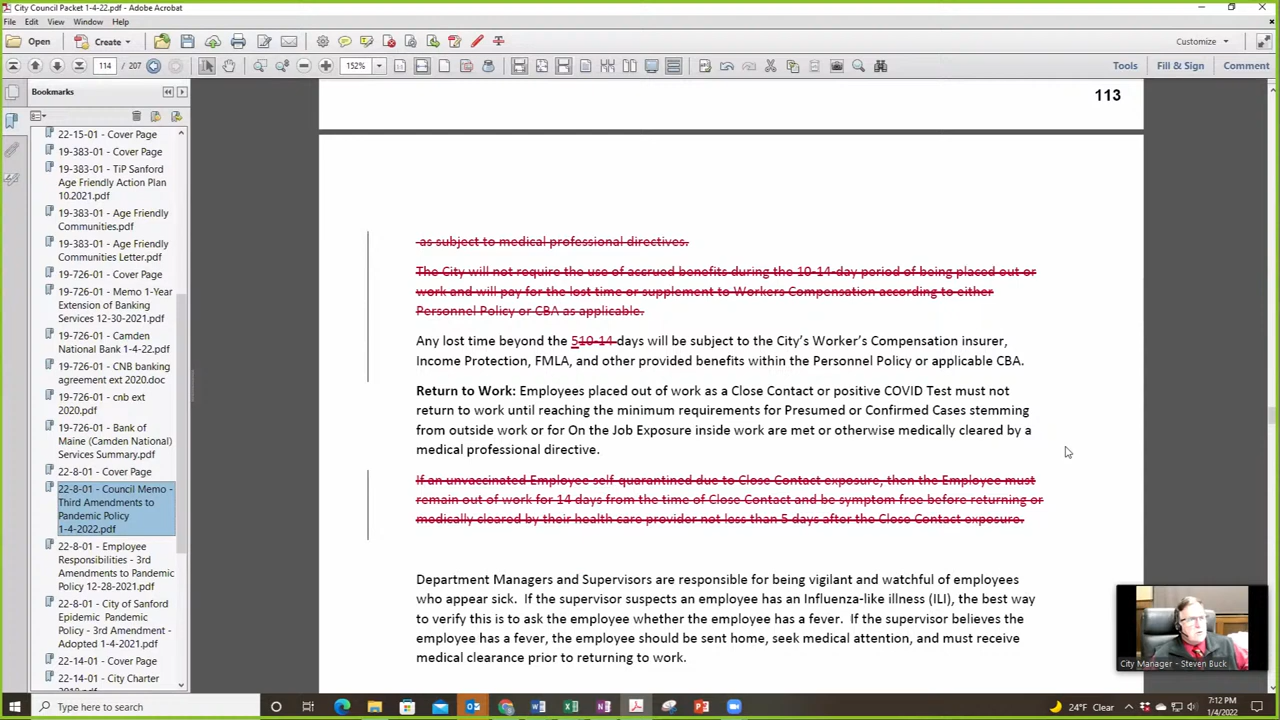 City Council Packet 1-4-22.pdf - Adobe Acrobat
File Edit View Window Help
Open Create Customize
114 / 207 152% Tools Fill & Sign Comment
Bookmarks
22-15-01 - Cover Page
19-383-01 - Cover Page
19-383-01 - TiP Sanford
Age Friendly Action Plan
10.2021.pdf
19-383-01 - Age Friendly
Communities.pdf
19-383-01 - Age Friendly
Communities Letter.pdf
19-726-01 - Cover Page
19-726-01 - Memo 1-Year
Extension of Banking
Services 12-30-2021.pdf
19-726-01 - Camden
National Bank 1-4-22.pdf
19-726-01 - CNB banking
agreement ext 2020.doc
19-726-01 - cnb ext
2020.pdf
19-726-01 - Bank of
Maine (Camden National)
Services Summary.pdf
22-8-01 - Cover Page
22-8-01 - Council Memo -
Third Amendments to
Pandemic Policy
1-4-2022.pdf
22-8-01 - Employee
Responsibilities - 3rd
Amendments to Pandemic
Policy 12-28-2021.pdf
22-8-01 - City of Sanford
Epidemic Pandemic
Policy - 3rd Amendment -
Adopted 1-4-2021.pdf
22-14-01 - Cover Page
22-14-01 - City Charter
113
as subject to medical professional directives.
The City will not require the use of accrued benefits during the 10-14-day period of being placed out or
work and will pay for the lost time or supplement to Workers Compensation according to either
Personnel Policy or CBA as applicable.
Any lost time beyond the 510-14 days will be subject to the City's Worker's Compensation insurer,
Income Protection, FMLA, and other provided benefits within the Personnel Policy or applicable CBA.
Return to Work: Employees placed out of work as a Close Contact or positive COVID Test must not
return to work until reaching the minimum requirements for Presumed or Confirmed Cases stemming
from outside work or for On the Job Exposure inside work are met or otherwise medically cleared by a
medical professional directive.
If an unvaccinated Employee self-quarantined due to Close Contact exposure, then the Employee must
remain out of work for 14 days from the time of Close Contact and be symptom free before returning or
medically cleared by their health care provider not less than 5 days after the Close Contact exposure.
Department Managers and Supervisors are responsible for being vigilant and watchful of employees
who appear sick. If the supervisor suspects an employee has an Influenza-like illness (ILI), the best way
to verify this is to ask the employee whether the employee has a fever. If the supervisor believes the
employee has a fever, the employee should be sent home, seek medical attention, and must receive
medical clearance prior to returning to work.
City Manager - Steven Buck
Type here to search
24°F Clear
7:12 PM
1/4/2022